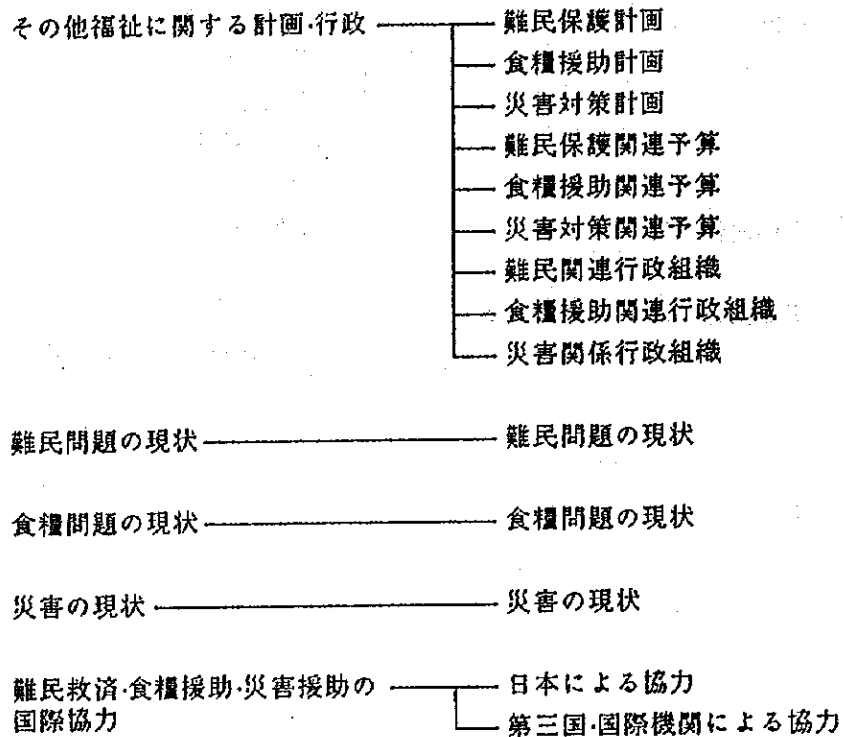 その他福祉に関する計画·行政
難民保護計画
食糧援助計画
災害対策計画
難民保護関連予算
食糧援助関連予算
災害対策関連予算
難民関連行政組織
食糧援助関連行政組織
災害関係行政組織
難民問題の現状
難民問題の現状
食糧問題の現状
食糧問題の現状
災害の現状
災害の現状
難民救済·食糧援助·災害援助の
国際協力
日本による協力
第三国·国際機関による協力